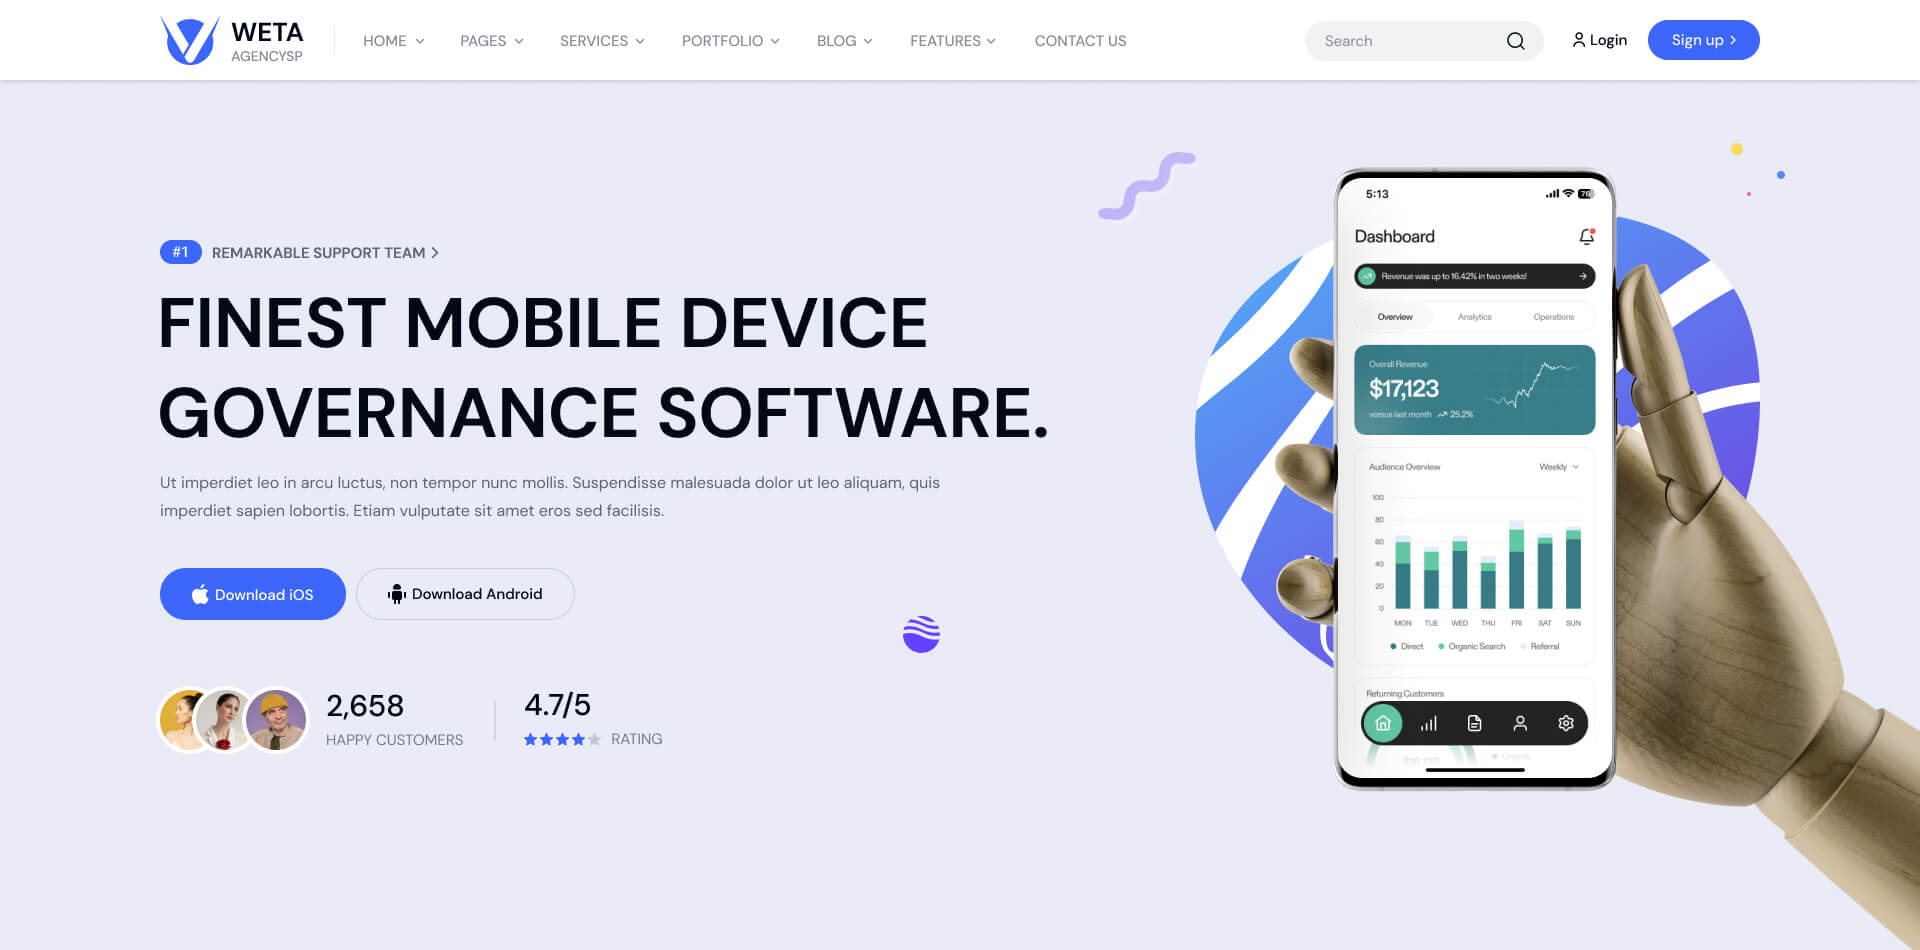 WETA
AGENCYSP
HOME
PAGES
SERVICES
PORTFOLIO
BLOG
FEATURES
CONTACT US
Search
Login
Sign up
#1 REMARKABLE SUPPORT TEAM
FINEST MOBILE DEVICE
GOVERNANCE SOFTWARE.
Ut imperdiet leo in arcu luctus, non tempor nunc mollis. Suspendisse malesuada dolor ut leo aliquam, quis
imperdiet sapien lobortis. Etiam vulputate sit amet eros sed facilisis.
Download iOS
Download Android
2,658
HAPPY CUSTOMERS
4.7/5
RATING
5:13
Dashboard
Revenue was up to 16.42% in two weeks!
Overview
Analytics
Operations
Overall Revenue
$17,123
versus last month 25.2%
Audience Overview
Weekly
100
80
60
40
20
0
MON TUE WED THU FRI SAT SUN
Direct
Organic Search
Referral
Returning Customers